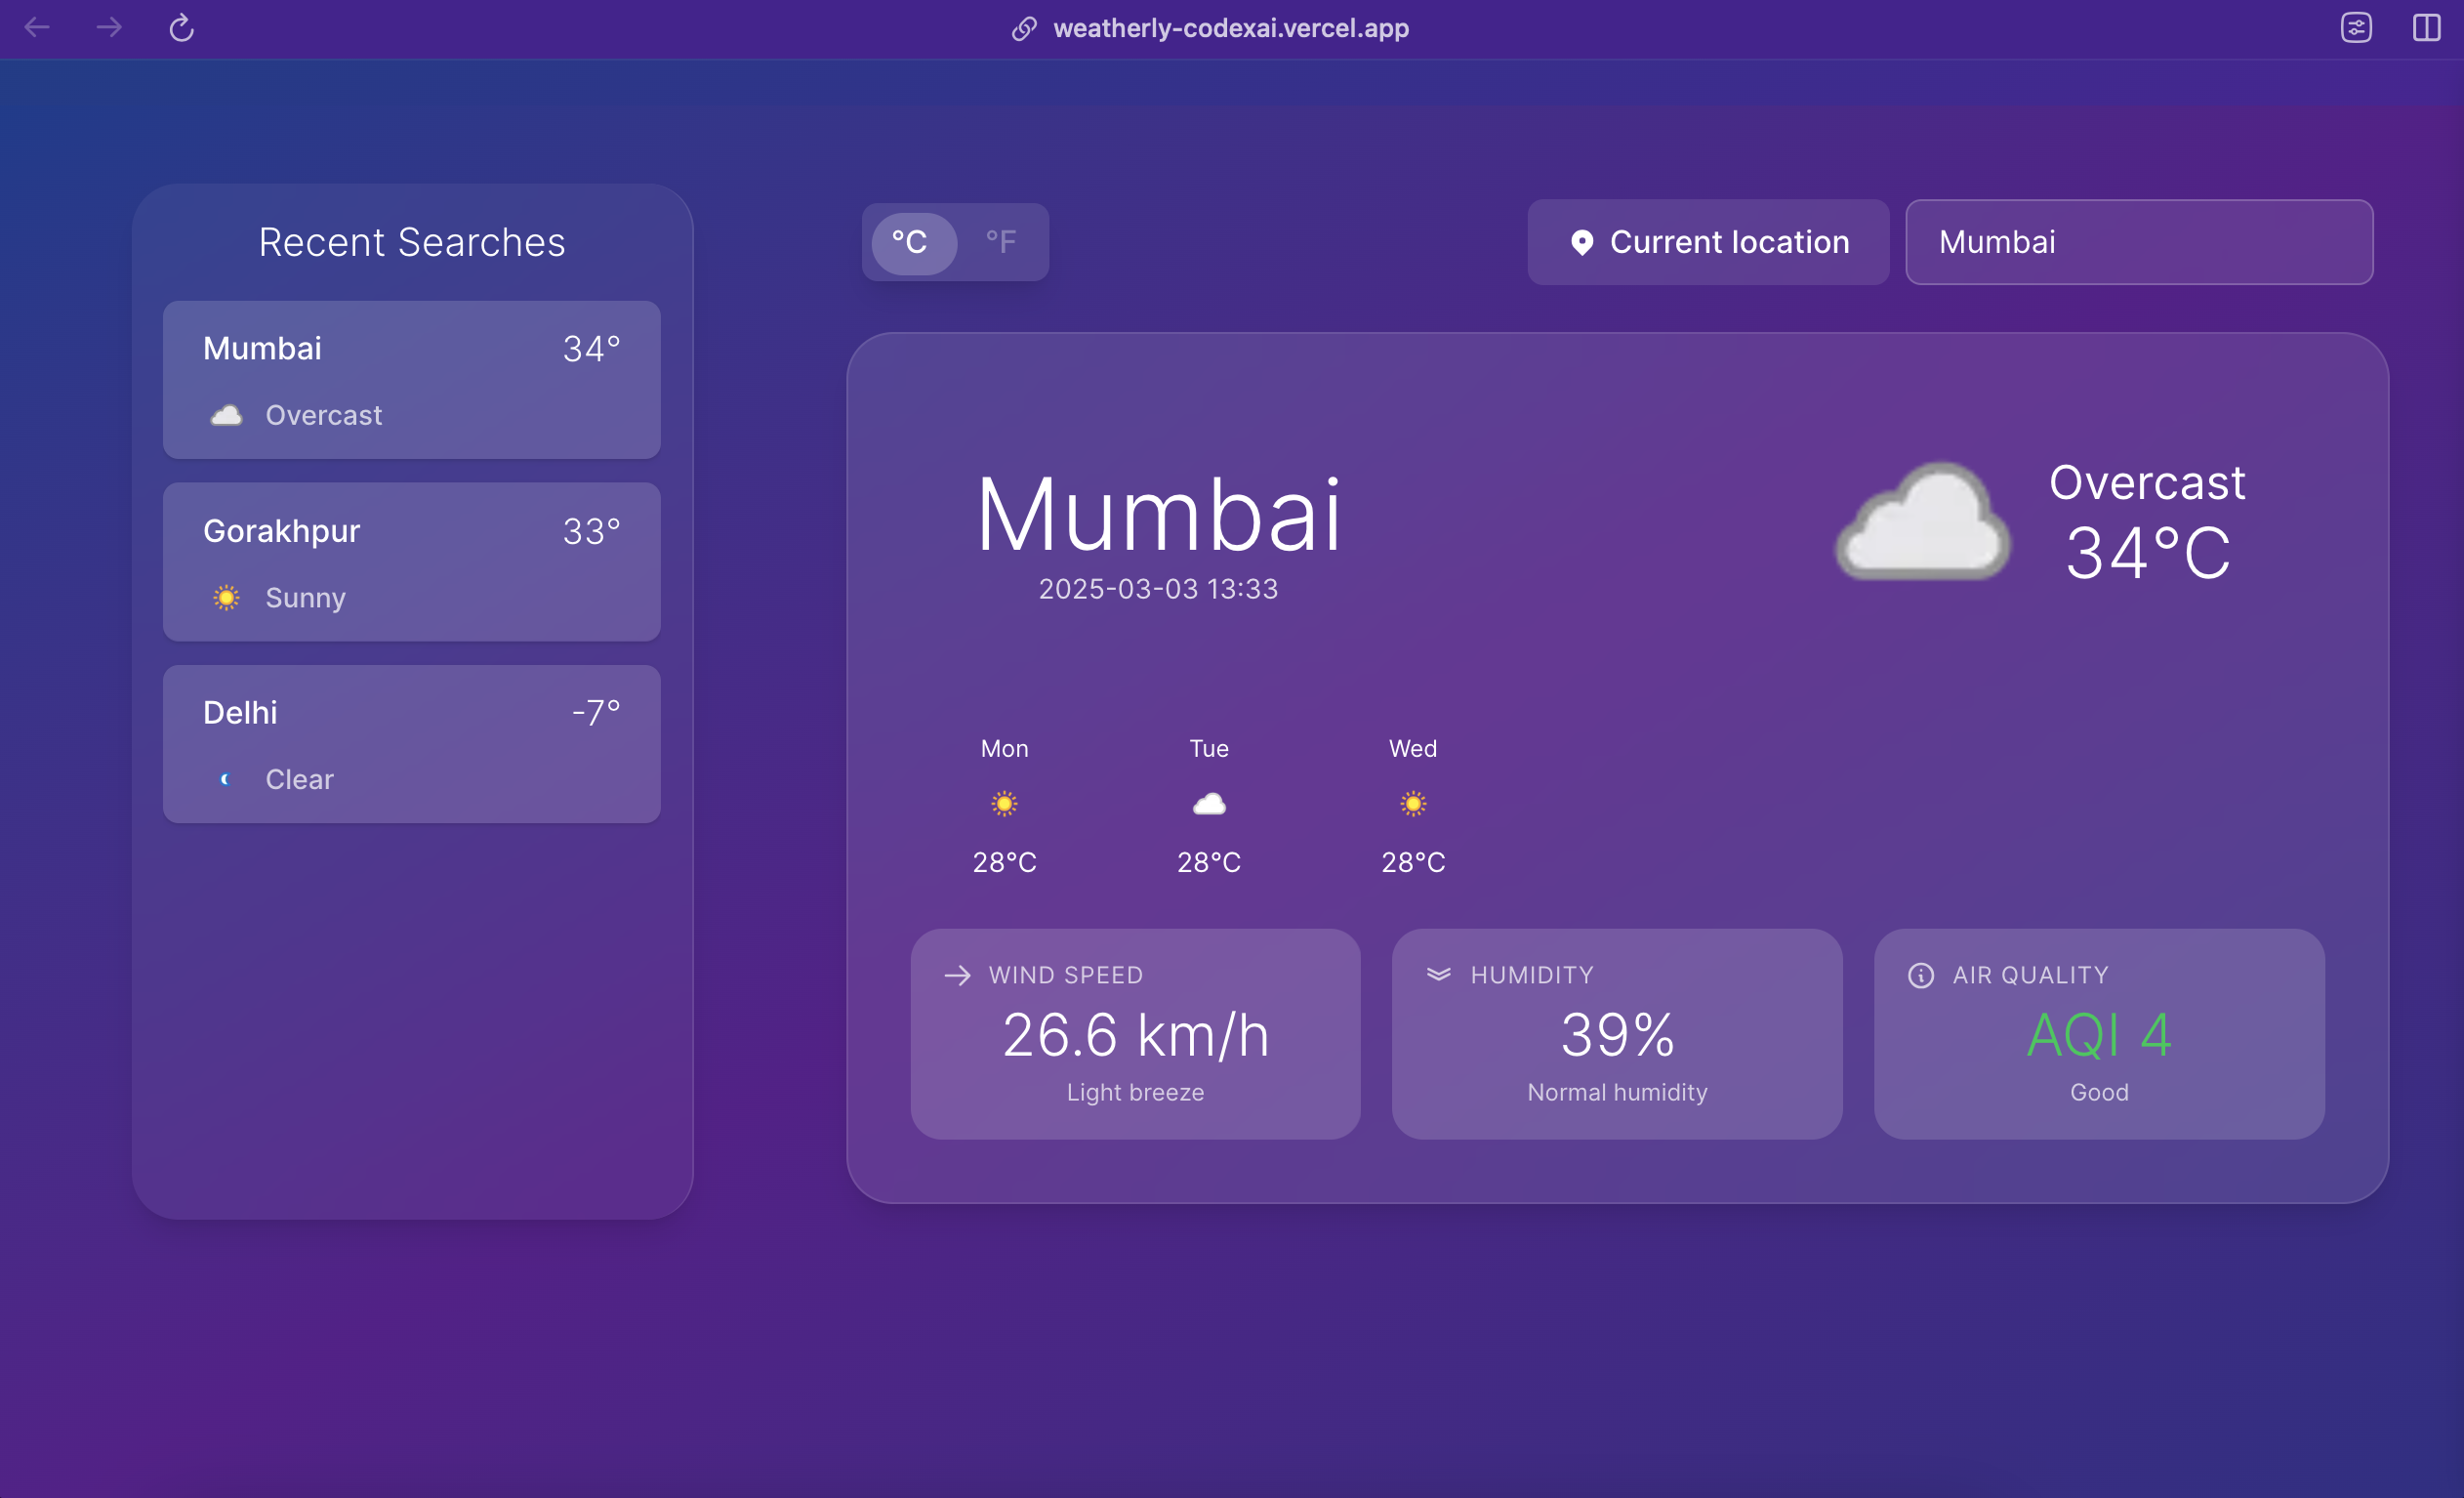 weatherly-codexai.vercel.app
Recent Searches
Mumbai 34°
Overcast
Gorakhpur 33°
Sunny
Delhi -7°
Clear
°C °F
Current location
Mumbai
Mumbai
2025-03-03 13:33
Overcast
34°C
Mon Tue Wed
28°C 28°C 28°C
WIND SPEED
26.6 km/h
Light breeze
HUMIDITY
39%
Normal humidity
AIR QUALITY
AQI 4
Good